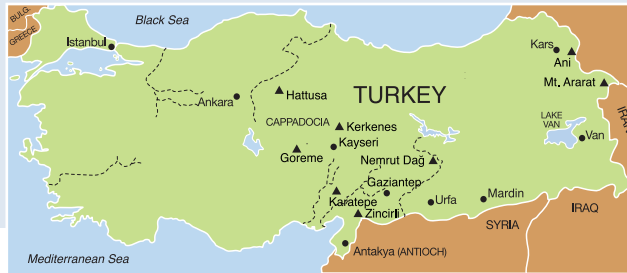 BULG.
GREECE
Black Sea
Istanbul
Kars
Ani
Mt. Ararat
Ankara
Hattusa
TURKEY
IRAN
CAPPADOCIA
Kerkenes
LAKE
VAN
Van
Kayseri
Goreme
Nemrut Dağ
Gaziantep
Karatepe
Urfa
Mardin
Zincirli
SYRIA
IRAQ
Antakya (ANTIOCH)
Mediterranean Sea